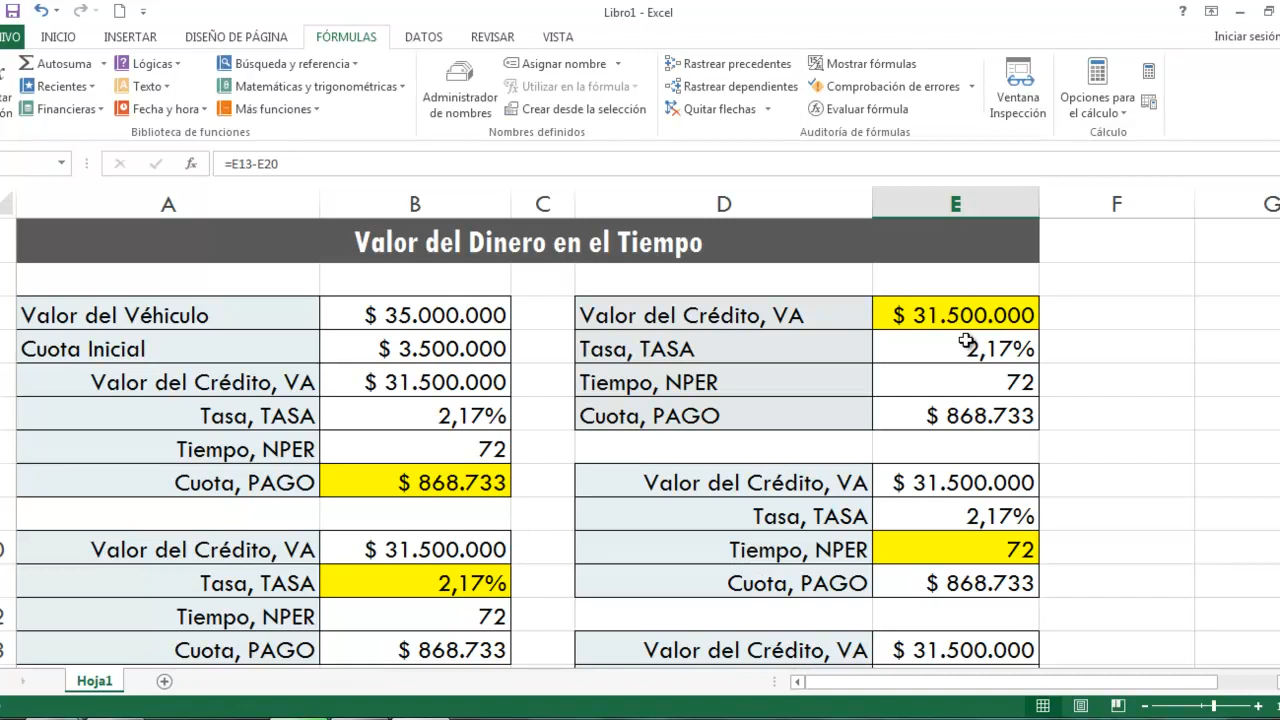 Libro1 - Excel
?
IVO INICIO INSERTAR DISEÑO DE PÁGINA FÓRMULAS DATOS REVISAR VISTA Iniciar sesión
Autosuma Lógicas Búsqueda y referencia Asignar nombre Rastrear precedentes Mostrar fórmulas
Recientes Texto Matemáticas y trigonométricas Utilizar en la fórmula Rastrear dependientes Comprobación de errores
Financieras Fecha y hora Más funciones Crear desde la selección Quitar flechas Evaluar fórmula
Administrador de nombres
Ventana Inspección
Opciones para el cálculo
Biblioteca de funciones Nombres definidos Auditoría de fórmulas Cálculo
fx =E13-E20
A B C D E F G
Valor del Dinero en el Tiempo
Valor del Véhiculo $ 35.000.000 Valor del Crédito, VA $ 31.500.000
Cuota Inicial $ 3.500.000 Tasa, TASA 2,17%
Valor del Crédito, VA $ 31.500.000 Tiempo, NPER 72
Tasa, TASA 2,17% Cuota, PAGO $ 868.733
Tiempo, NPER 72
Cuota, PAGO $ 868.733 Valor del Crédito, VA $ 31.500.000
Tasa, TASA 2,17%
0 Valor del Crédito, VA $ 31.500.000 Tiempo, NPER 72
Tasa, TASA 2,17% Cuota, PAGO $ 868.733
2 Tiempo, NPER 72
3 Cuota, PAGO $ 868.733 Valor del Crédito, VA $ 31.500.000
Hoja1